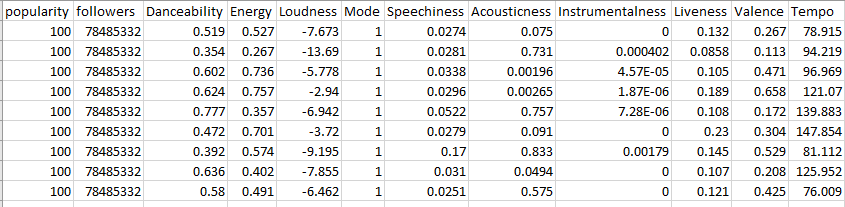 popularity followers Danceability Energy Loudness Mode Speechiness Acousticness Instrumentalness Liveness Valence Tempo
100 78485332 0.519 0.527 -7.673 1 0.0274 0.075 0 0.132 0.267 78.915
100 78485332 0.354 0.267 -13.69 1 0.0281 0.731 0.000402 0.0858 0.113 94.219
100 78485332 0.602 0.736 -5.778 1 0.0338 0.00196 4.57E-05 0.105 0.471 96.969
100 78485332 0.624 0.757 -2.94 1 0.0296 0.00265 1.87E-06 0.189 0.658 121.07
100 78485332 0.777 0.357 -6.942 1 0.0522 0.757 7.28E-06 0.108 0.172 139.883
100 78485332 0.472 0.701 -3.72 1 0.0279 0.091 0 0.23 0.304 147.854
100 78485332 0.392 0.574 -9.195 1 0.17 0.833 0.00179 0.145 0.529 81.112
100 78485332 0.636 0.402 -7.855 1 0.031 0.0494 0 0.107 0.208 125.952
100 78485332 0.58 0.491 -6.462 1 0.0251 0.575 0 0.121 0.425 76.009